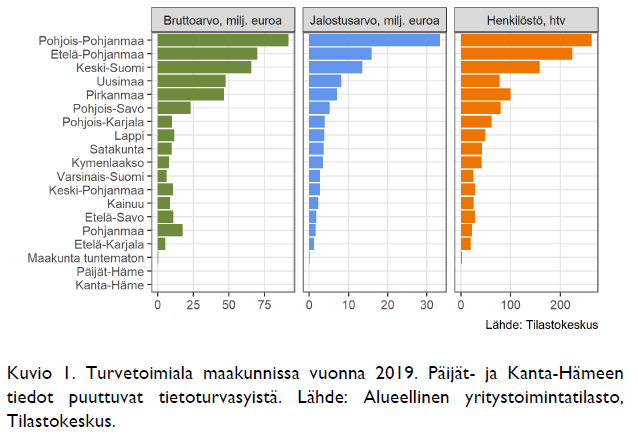 Bruttoarvo, milj. euroa
Jalostusarvo, milj. euroa
Henkilöstö, htv
Pohjois-Pohjanmaa
Etelä-Pohjanmaa
Keski-Suomi
Uusimaa
Pirkanmaa
Pohjois-Savo
Pohjois-Karjala
Lappi
Satakunta
Kymenlaakso
Varsinais-Suomi
Keski-Pohjanmaa
Kainuu
Etelä-Savo
Pohjanmaa
Etelä-Karjala
Maakunta tuntematon
Päijät-Häme
Kanta-Häme
0 25 50 75
0 10 20 30
0 100 200
Lähde: Tilastokeskus
Kuvio 1. Turvetoimiala maakunnissa vuonna 2019. Päijät- ja Kanta-Hämeen
tiedot puuttuvat tietoturvasyistä. Lähde: Alueellinen yritystoimintatilasto,
Tilastokeskus.